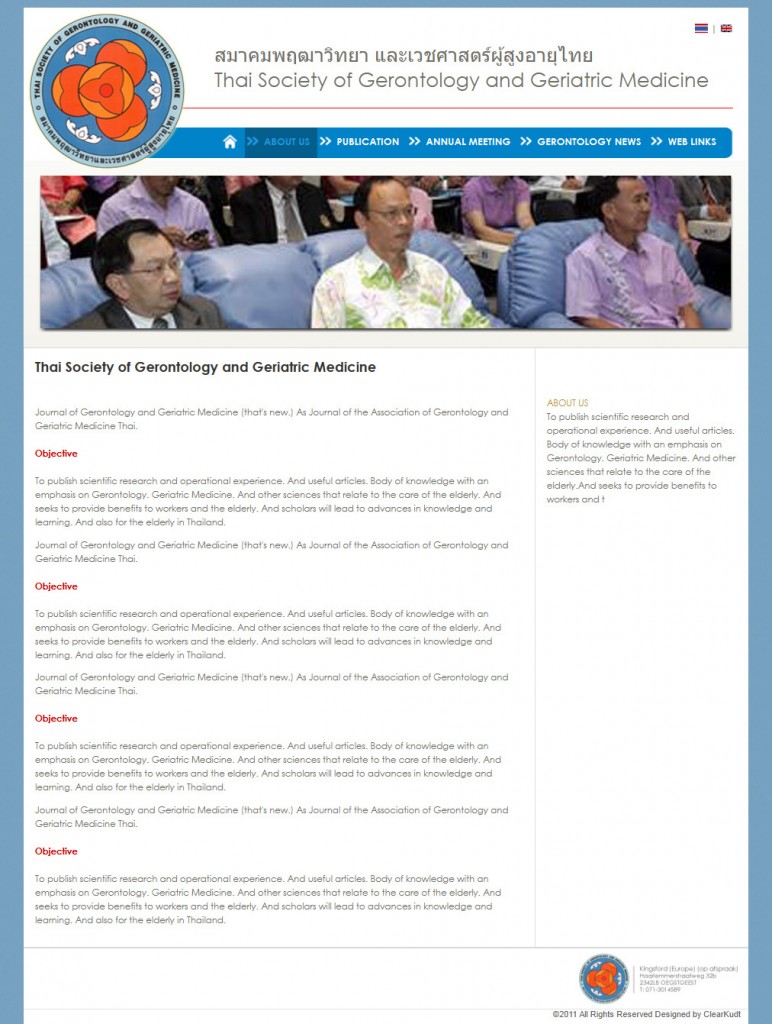 THAI SOCIETY OF GERONTOLOGY AND GERIATRIC MEDICINE
สมาคมพฤฒาวิทยาและเวชศาสตร์ผู้สูงอายุไทย
|
สมาคมพฤฒาวิทยา และเวชศาสตร์ผู้สูงอายุไทย
Thai Society of Gerontology and Geriatric Medicine
ABOUT US PUBLICATION ANNUAL MEETING GERONTOLOGY NEWS WEB LINKS
Thai Society of Gerontology and Geriatric Medicine
Journal of Gerontology and Geriatric Medicine (that's new.) As Journal of the Association of Gerontology and
Geriatric Medicine Thai.
Objective
To publish scientific research and operational experience. And useful articles. Body of knowledge with an
emphasis on Gerontology. Geriatric Medicine. And other sciences that relate to the care of the elderly. And
seeks to provide benefits to workers and the elderly. And scholars will lead to advances in knowledge and
learning. And also for the elderly in Thailand.
Journal of Gerontology and Geriatric Medicine (that's new.) As Journal of the Association of Gerontology and
Geriatric Medicine Thai.
Objective
To publish scientific research and operational experience. And useful articles. Body of knowledge with an
emphasis on Gerontology. Geriatric Medicine. And other sciences that relate to the care of the elderly. And
seeks to provide benefits to workers and the elderly. And scholars will lead to advances in knowledge and
learning. And also for the elderly in Thailand.
Journal of Gerontology and Geriatric Medicine (that's new.) As Journal of the Association of Gerontology and
Geriatric Medicine Thai.
Objective
To publish scientific research and operational experience. And useful articles. Body of knowledge with an
emphasis on Gerontology. Geriatric Medicine. And other sciences that relate to the care of the elderly. And
seeks to provide benefits to workers and the elderly. And scholars will lead to advances in knowledge and
learning. And also for the elderly in Thailand.
Journal of Gerontology and Geriatric Medicine (that's new.) As Journal of the Association of Gerontology and
Geriatric Medicine Thai.
Objective
To publish scientific research and operational experience. And useful articles. Body of knowledge with an
emphasis on Gerontology. Geriatric Medicine. And other sciences that relate to the care of the elderly. And
seeks to provide benefits to workers and the elderly. And scholars will lead to advances in knowledge and
learning. And also for the elderly in Thailand.
ABOUT US
To publish scientific research and
operational experience. And useful articles.
Body of knowledge with an emphasis on
Gerontology. Geriatric Medicine. And other
sciences that relate to the care of the
elderly.And seeks to provide benefits to
workers and t
Kingsford (Europe) (op afspraak)
32b
2342LB OEGSTGEEST
T: 071-3014589
©2011 All Rights Reserved Designed by ClearKudt